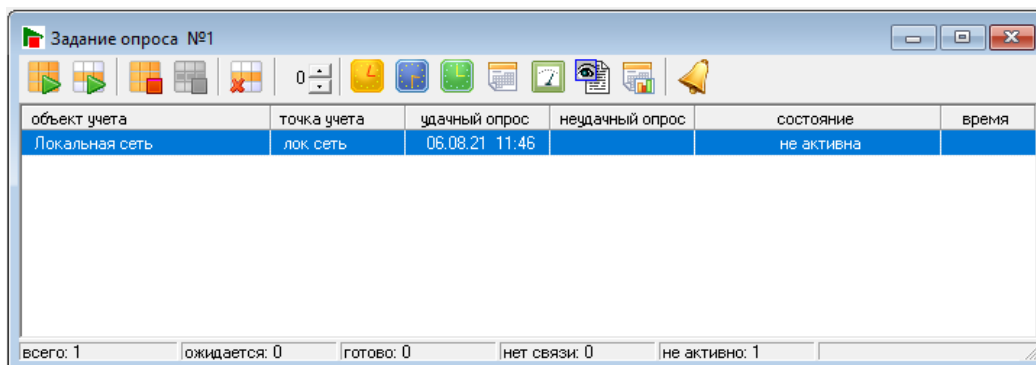 Задание опроса №1
0
объект учета точка учета удачный опрос неудачный опрос состояние время
Локальная сеть лок сеть 06.08.21 11:46 не активна
всего: 1 ожидается: 0 готово: 0 нет связи: 0 не активно: 1